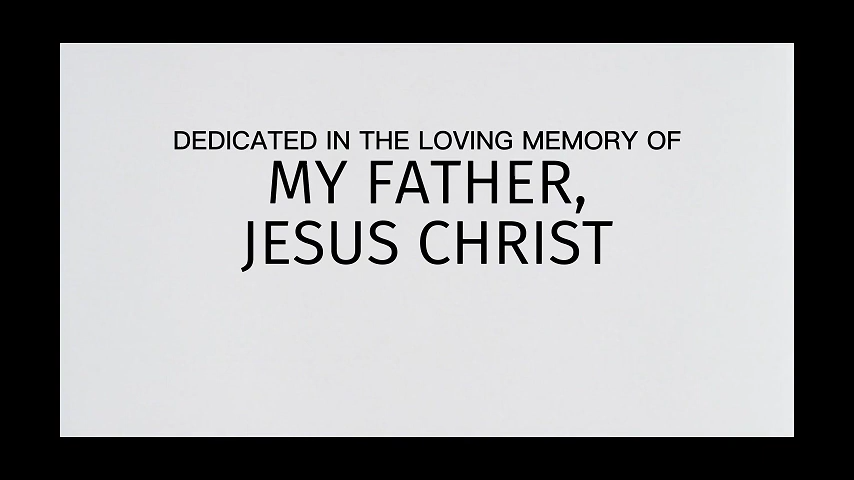 DEDICATED IN THE LOVING MEMORY OF
MY FATHER,
JESUS CHRIST